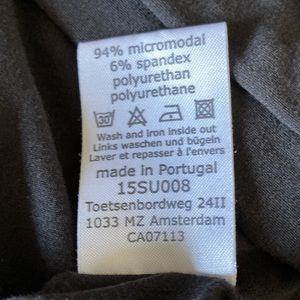 94% micromodal
6% spandex
polyurethan
polyurethane
30
Wash and iron inside out
Links waschen und bügeln
Laver et repasser à l'envers
made in Portugal
15SU008
Toetsenbordweg 24II
1033 MZ Amsterdam
CA07113